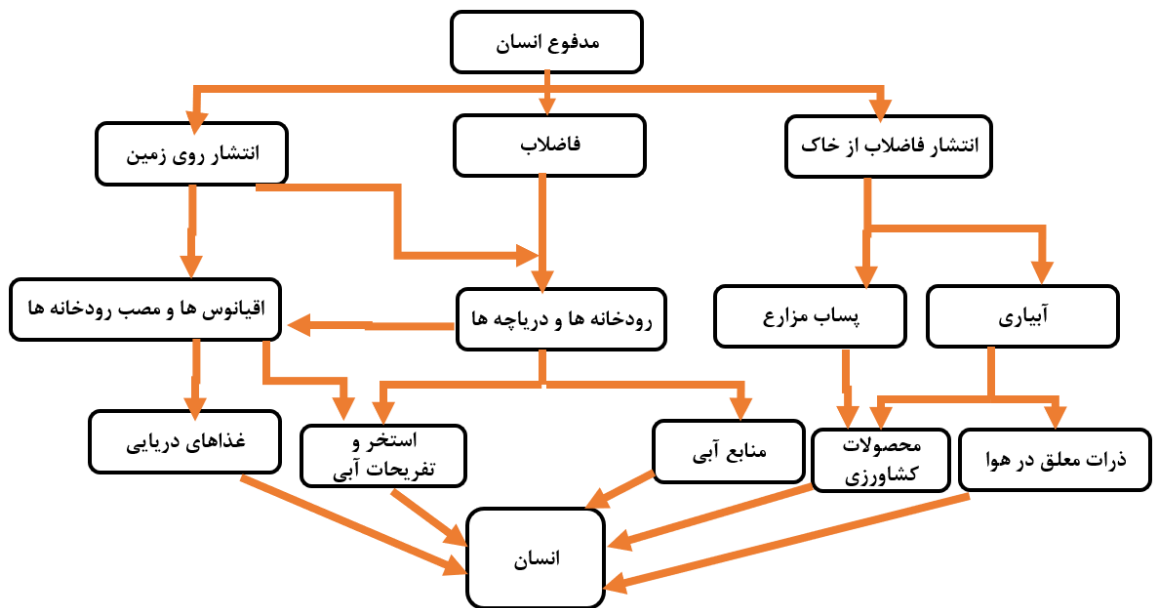 مدفوع انسان
انتشار فاضلاب از خاک
فاضلاب
انتشار روی زمین
آبیاری
پساب مزارع
رودخانه ها و دریاچه ها
اقیانوس ها و مصب رودخانه ها
ذرات معلق در هوا
محصولات
کشاورزی
منابع آبی
استخر و
تفریحات آبی
غذاهای دریایی
انسان